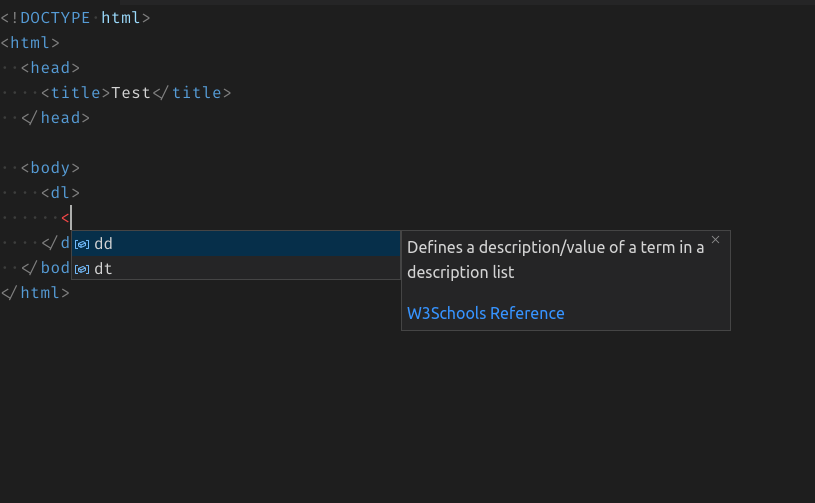 <!DOCTYPE html>
<html>
<head>
<title>Test</title>
</head>
<body>
<dl>
<
</d
dd
dt
</bod
</html>
Defines a description/value of a term in a
description list
W3Schools Reference